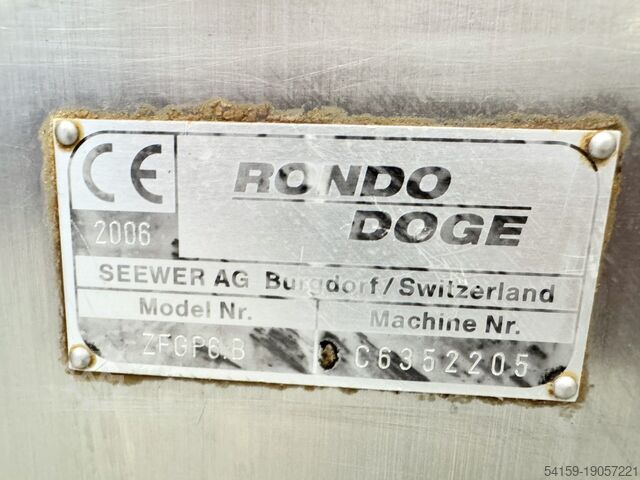 CE
2006
RONDO
DOGE
SEEWER AG Burgdorf/Switzerland
Model Nr.
ZFGP6.B
Machine Nr.
C6352205
54159-19057221